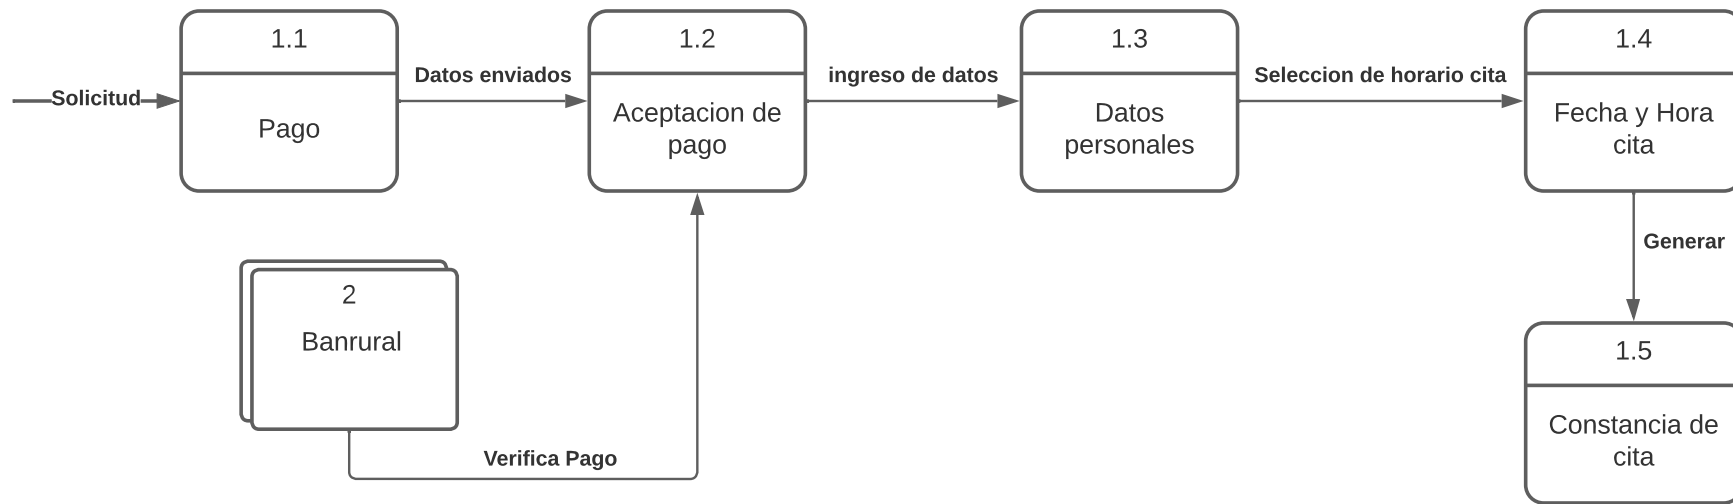 1.1
1.2
1.3
1.4
Solicitud
Datos enviados
ingreso de datos
Seleccion de horario cita
Pago
Aceptacion de
pago
Datos
personales
Fecha y Hora
cita
Generar
2
Banrural
Verifica Pago
1.5
Constancia de
cita